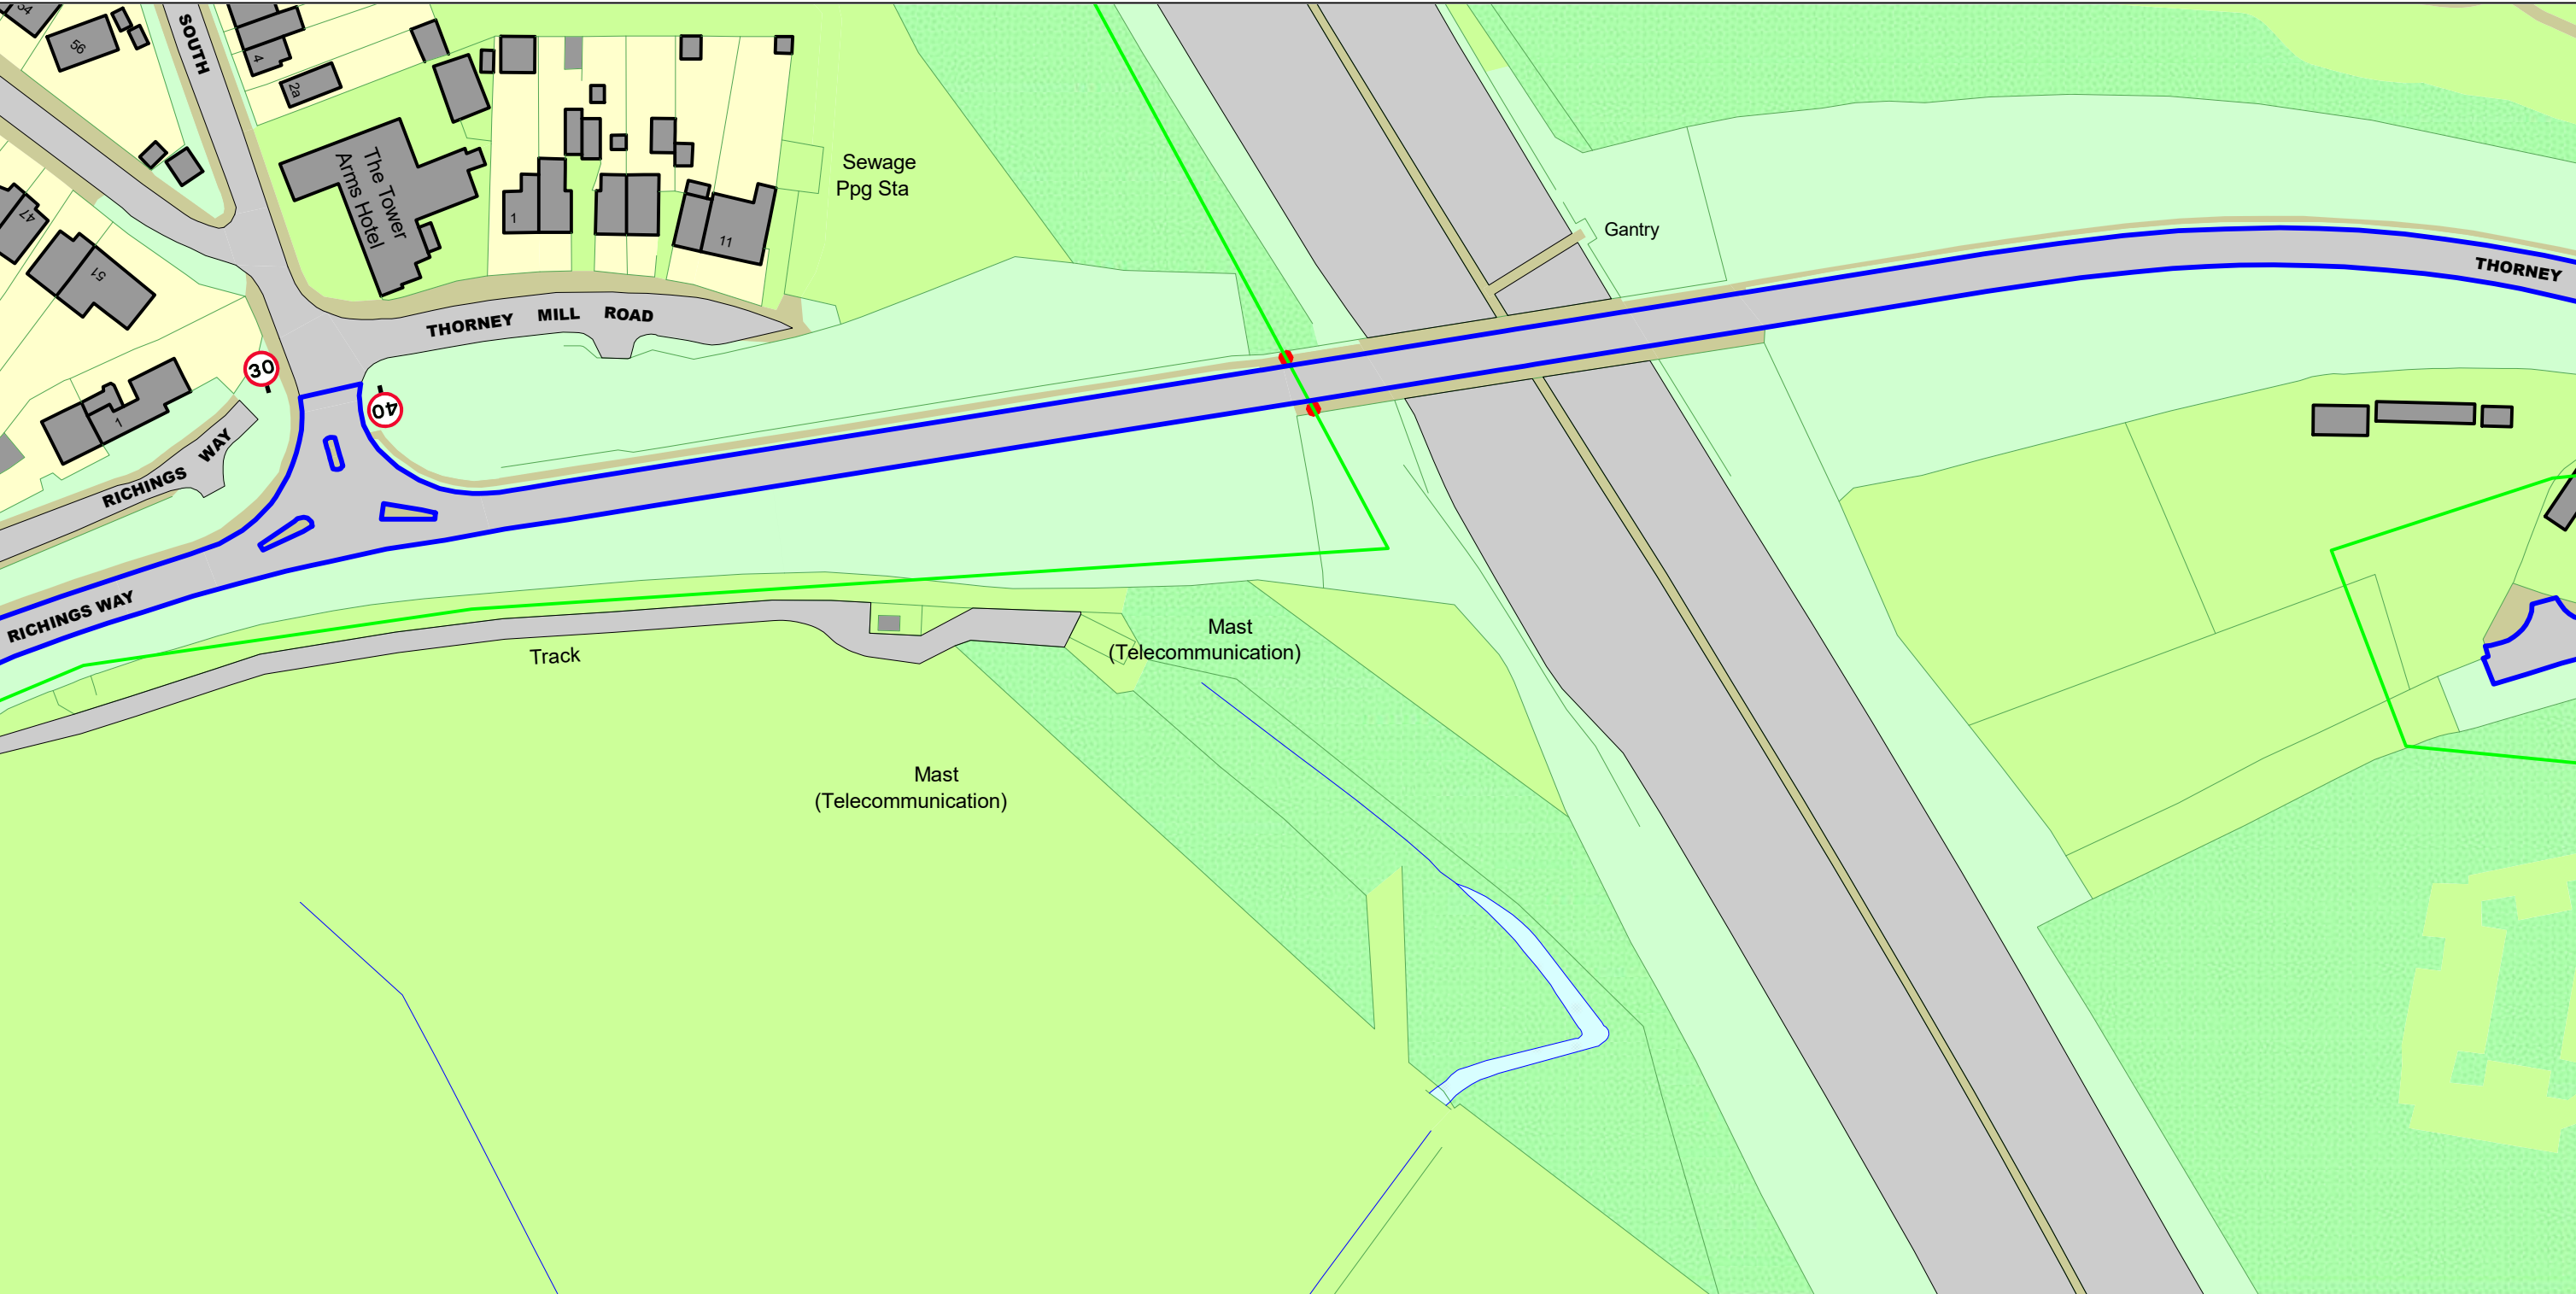 54
56
SOUTH
4
2a
The Tower
Arms Hotel
1
11
Sewage
Ppg Sta
Gantry
47
51
THORNEY MILL ROAD
THORNEY
30
40
1
RICHINGS WAY
RICHINGS WAY
Track
Mast
(Telecommunication)
Mast
(Telecommunication)